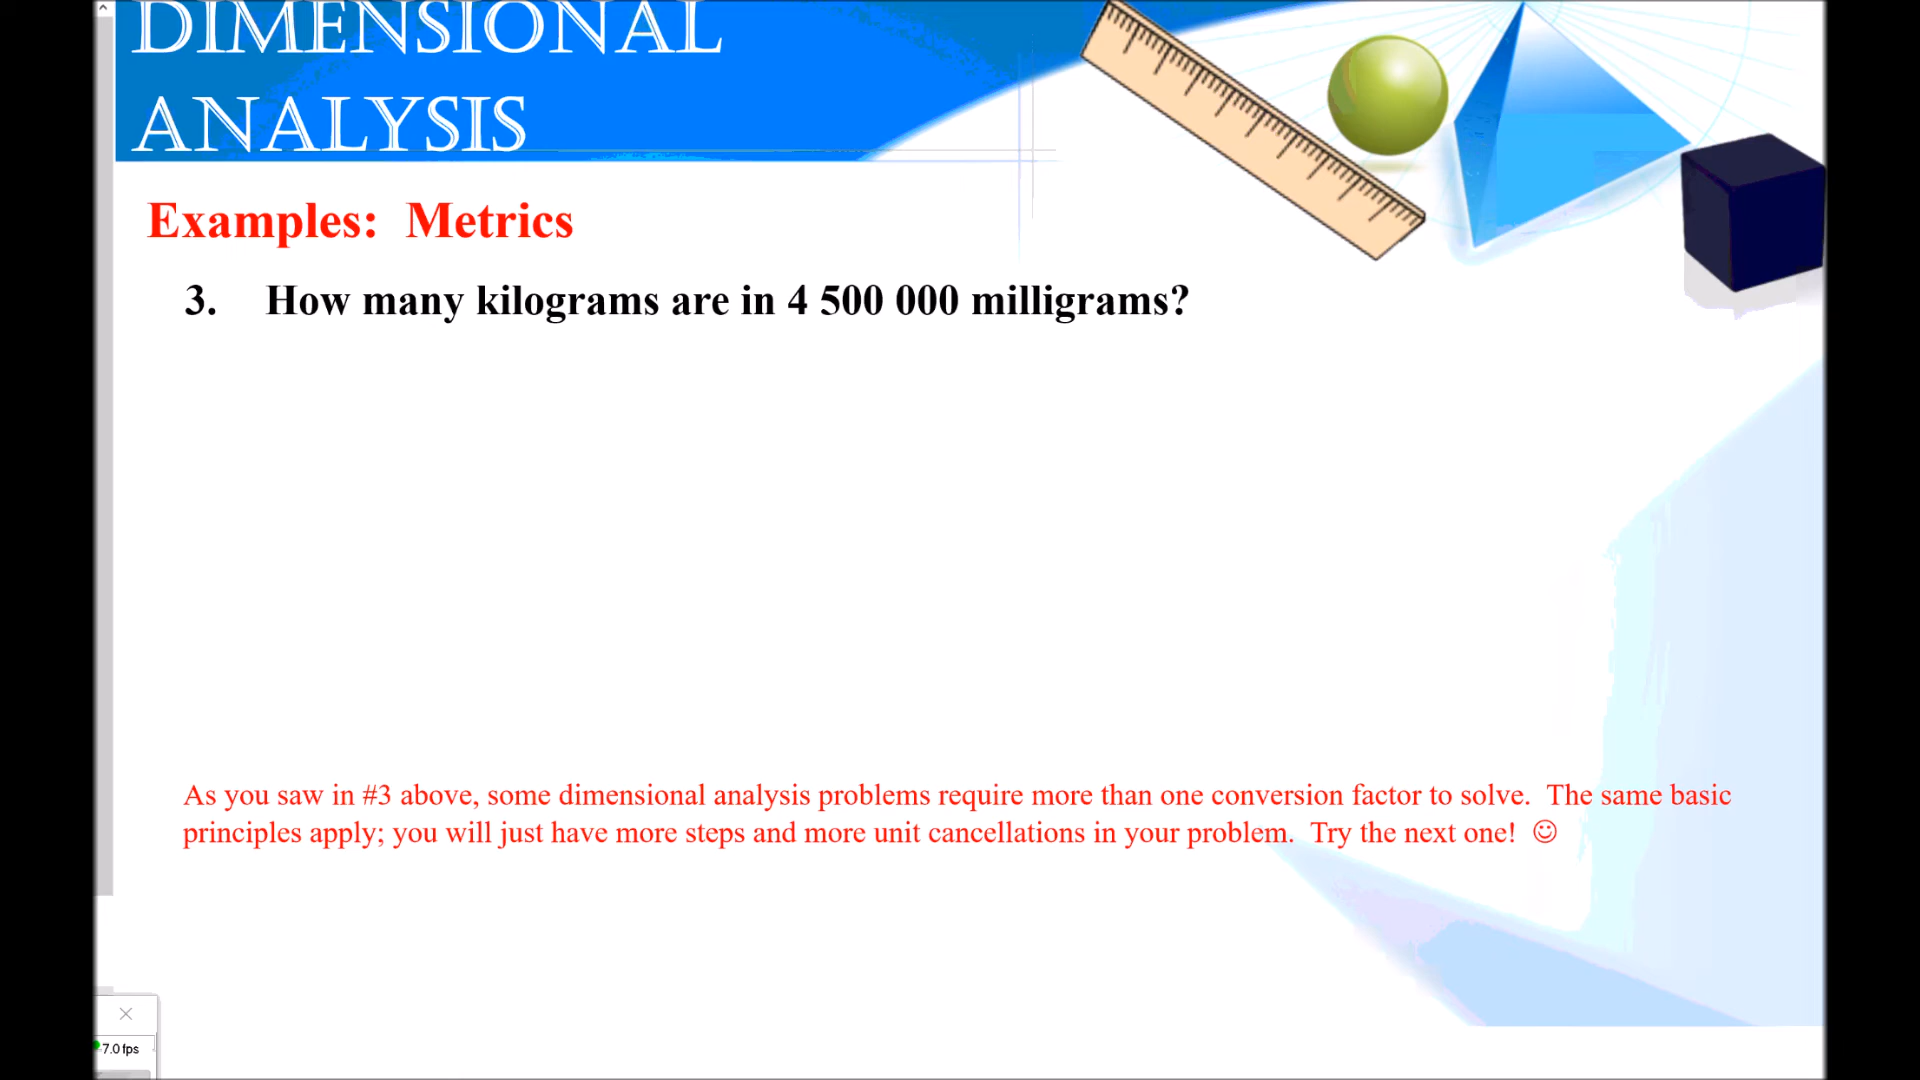 DIMENSIONAL
ANALYSIS
Examples: Metrics
3. How many kilograms are in 4 500 000 milligrams?
As you saw in #3 above, some dimensional analysis problems require more than one conversion factor to solve. The same basic
principles apply; you will just have more steps and more unit cancellations in your problem. Try the next one! ☺
7.0 fps